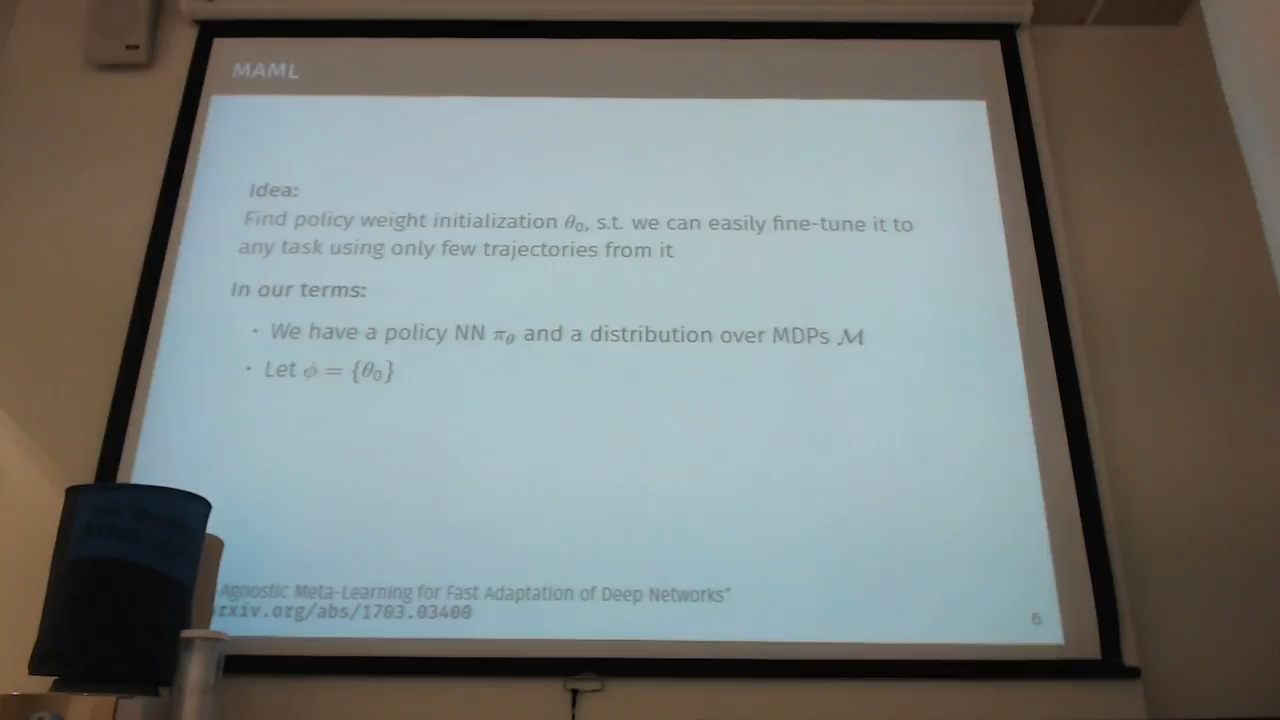 MAML
Idea:
Find policy weight initialization θ₀, s.t. we can easily fine-tune it to
any task using only few trajectories from it
In our terms:
· We have a policy NN π_θ and a distribution over MDPs ℳ
· Let ϕ = {θ₀}
Agnostic Meta-Learning for Fast Adaptation of Deep Networks"
rxiv.org/abs/1703.03400
6